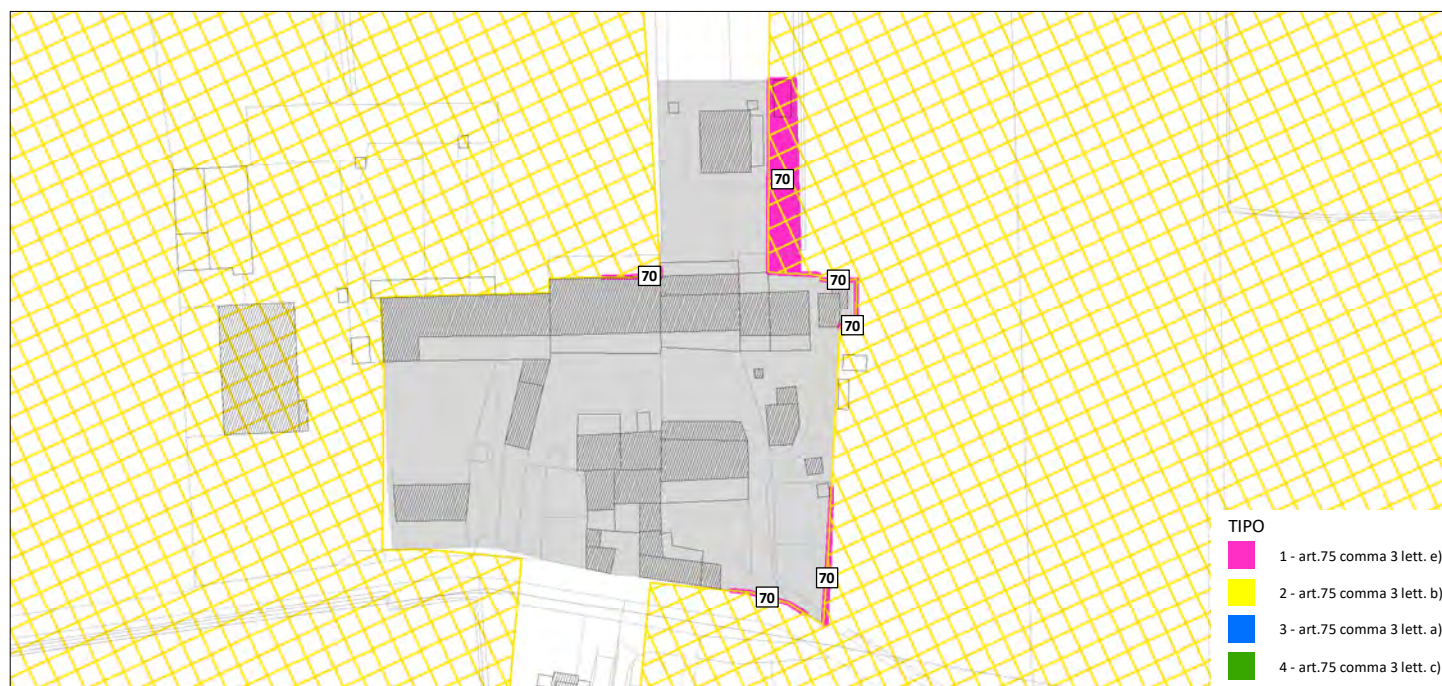 70
70
70
70
70
70
TIPO
1 - art.75 comma 3 lett. e)
2 - art.75 comma 3 lett. b)
3 - art.75 comma 3 lett. a)
4 - art.75 comma 3 lett. c)